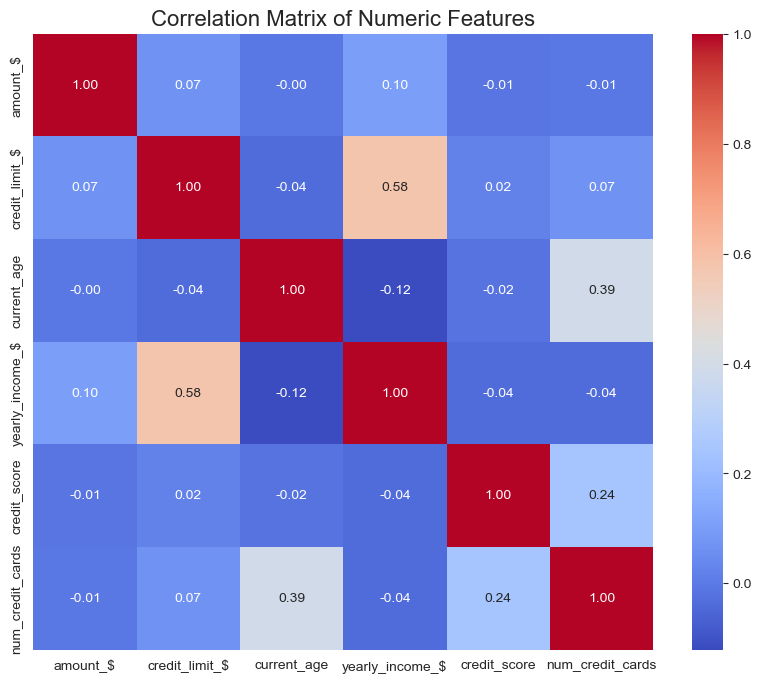 Correlation Matrix of Numeric Features
amount_$ 1.00 0.07 -0.00 0.10 -0.01 -0.01
credit_limit_$ 0.07 1.00 -0.04 0.58 0.02 0.07
current_age -0.00 -0.04 1.00 -0.12 -0.02 0.39
yearly_income_$ 0.10 0.58 -0.12 1.00 -0.04 -0.04
credit_score -0.01 0.02 -0.02 -0.04 1.00 0.24
num_credit_cards -0.01 0.07 0.39 -0.04 0.24 1.00
amount_$ credit_limit_$ current_age yearly_income_$ credit_score num_credit_cards
1.0
0.8
0.6
0.4
0.2
0.0